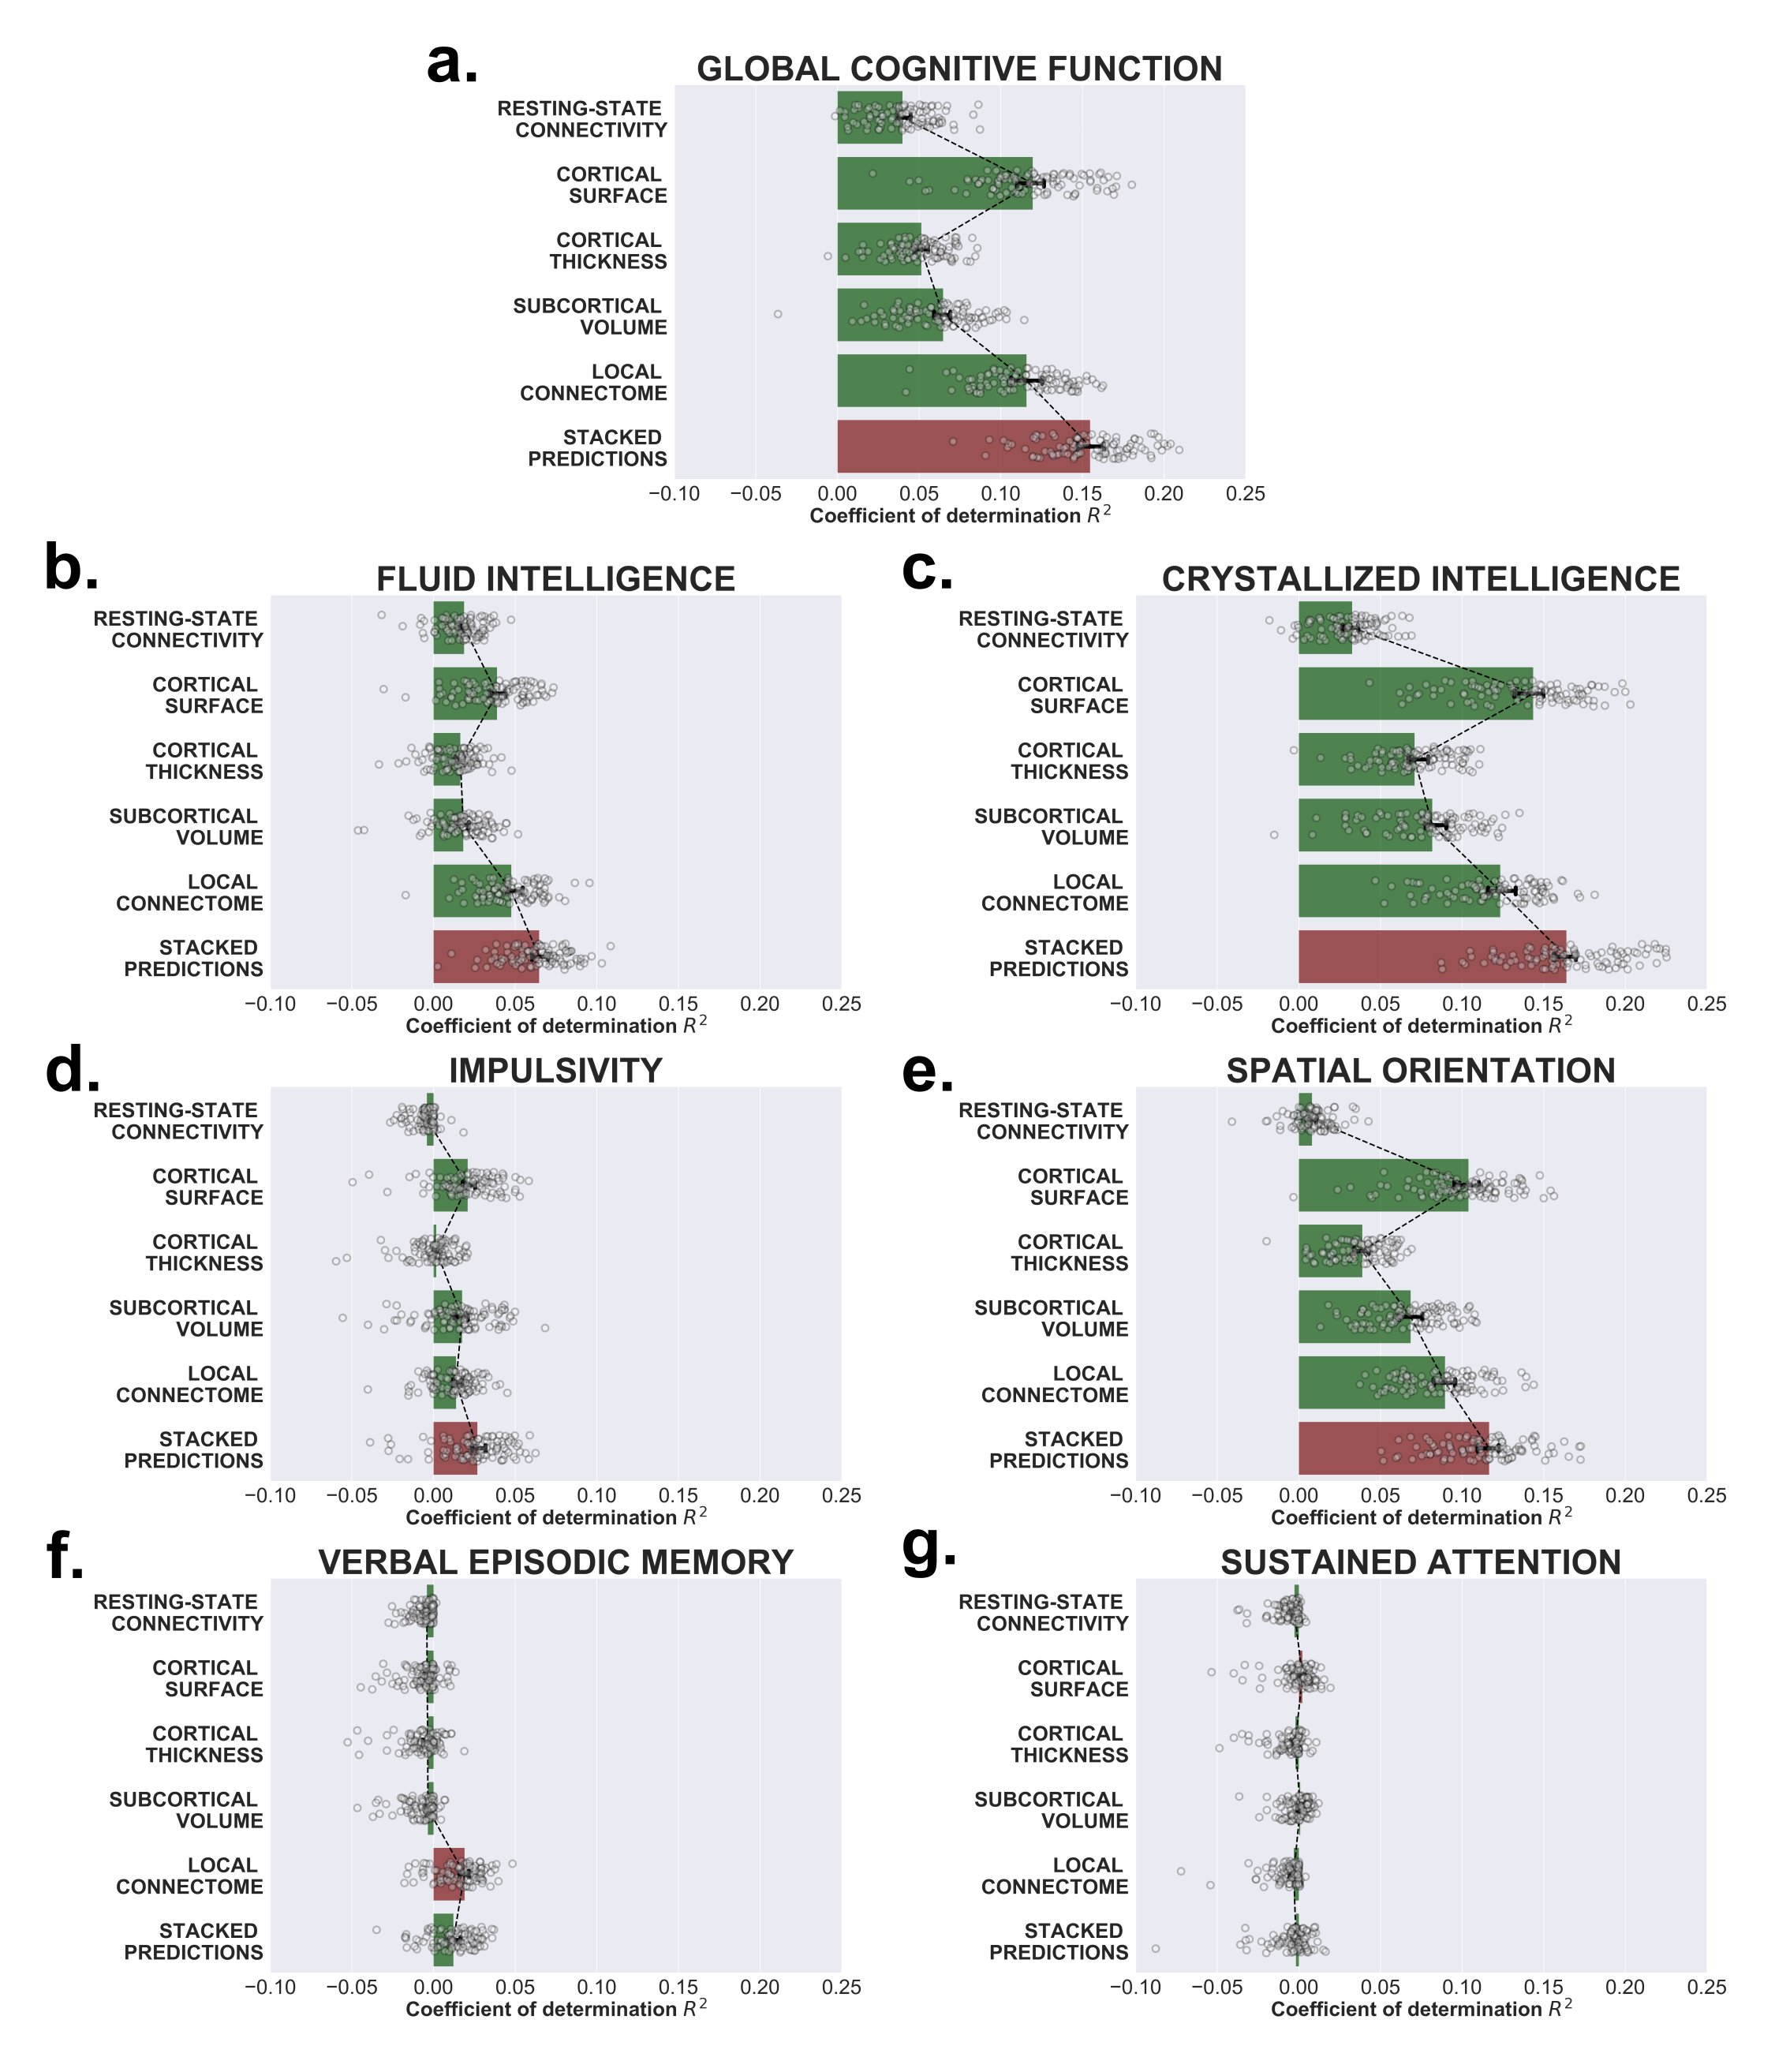 a.
GLOBAL COGNITIVE FUNCTION
RESTING-STATE
CONNECTIVITY
CORTICAL
SURFACE
CORTICAL
THICKNESS
SUBCORTICAL
VOLUME
LOCAL
CONNECTOME
STACKED
PREDICTIONS
−0.10 −0.05 0.00 0.05 0.10 0.15 0.20 0.25
Coefficient of determination R²
b.
FLUID INTELLIGENCE
RESTING-STATE
CONNECTIVITY
CORTICAL
SURFACE
CORTICAL
THICKNESS
SUBCORTICAL
VOLUME
LOCAL
CONNECTOME
STACKED
PREDICTIONS
−0.10 −0.05 0.00 0.05 0.10 0.15 0.20 0.25
Coefficient of determination R²
c.
CRYSTALLIZED INTELLIGENCE
RESTING-STATE
CONNECTIVITY
CORTICAL
SURFACE
CORTICAL
THICKNESS
SUBCORTICAL
VOLUME
LOCAL
CONNECTOME
STACKED
PREDICTIONS
−0.10 −0.05 0.00 0.05 0.10 0.15 0.20 0.25
Coefficient of determination R²
d.
IMPULSIVITY
RESTING-STATE
CONNECTIVITY
CORTICAL
SURFACE
CORTICAL
THICKNESS
SUBCORTICAL
VOLUME
LOCAL
CONNECTOME
STACKED
PREDICTIONS
−0.10 −0.05 0.00 0.05 0.10 0.15 0.20 0.25
Coefficient of determination R²
e.
SPATIAL ORIENTATION
RESTING-STATE
CONNECTIVITY
CORTICAL
SURFACE
CORTICAL
THICKNESS
SUBCORTICAL
VOLUME
LOCAL
CONNECTOME
STACKED
PREDICTIONS
−0.10 −0.05 0.00 0.05 0.10 0.15 0.20 0.25
Coefficient of determination R²
f.
VERBAL EPISODIC MEMORY
RESTING-STATE
CONNECTIVITY
CORTICAL
SURFACE
CORTICAL
THICKNESS
SUBCORTICAL
VOLUME
LOCAL
CONNECTOME
STACKED
PREDICTIONS
−0.10 −0.05 0.00 0.05 0.10 0.15 0.20 0.25
Coefficient of determination R²
g.
SUSTAINED ATTENTION
RESTING-STATE
CONNECTIVITY
CORTICAL
SURFACE
CORTICAL
THICKNESS
SUBCORTICAL
VOLUME
LOCAL
CONNECTOME
STACKED
PREDICTIONS
−0.10 −0.05 0.00 0.05 0.10 0.15 0.20 0.25
Coefficient of determination R²